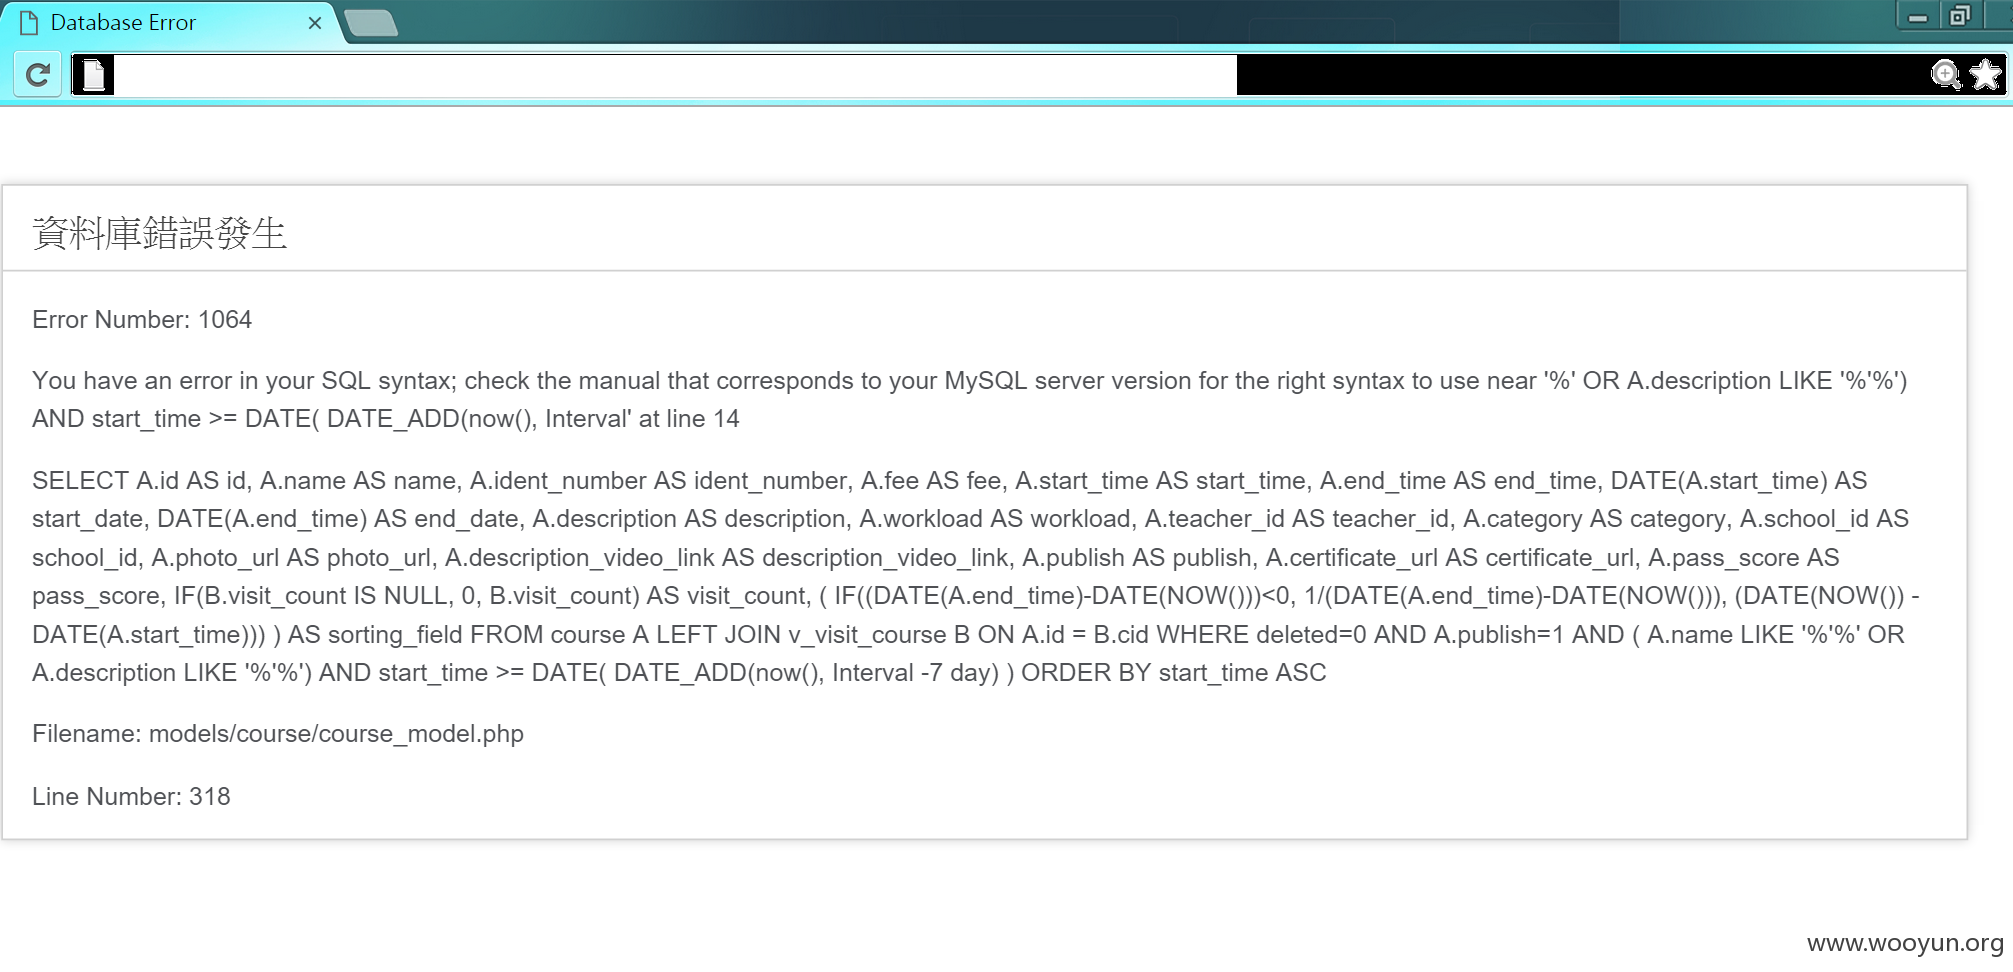 Database Error
資料庫錯誤發生
Error Number: 1064
You have an error in your SQL syntax; check the manual that corresponds to your MySQL server version for the right syntax to use near '%' OR A.description LIKE '%'%')
AND start_time >= DATE( DATE_ADD(now(), Interval' at line 14
SELECT A.id AS id, A.name AS name, A.ident_number AS ident_number, A.fee AS fee, A.start_time AS start_time, A.end_time AS end_time, DATE(A.start_time) AS
start_date, DATE(A.end_time) AS end_date, A.description AS description, A.workload AS workload, A.teacher_id AS teacher_id, A.category AS category, A.school_id AS
school_id, A.photo_url AS photo_url, A.description_video_link AS description_video_link, A.publish AS publish, A.certificate_url AS certificate_url, A.pass_score AS
pass_score, IF(B.visit_count IS NULL, 0, B.visit_count) AS visit_count, ( IF((DATE(A.end_time)-DATE(NOW()))<0, 1/(DATE(A.end_time)-DATE(NOW())), (DATE(NOW()) -
DATE(A.start_time))) ) AS sorting_field FROM course A LEFT JOIN v_visit_course B ON A.id = B.cid WHERE deleted=0 AND A.publish=1 AND ( A.name LIKE '%'%' OR
A.description LIKE '%'%') AND start_time >= DATE( DATE_ADD(now(), Interval -7 day) ) ORDER BY start_time ASC
Filename: models/course/course_model.php
Line Number: 318
www.wooyun.org